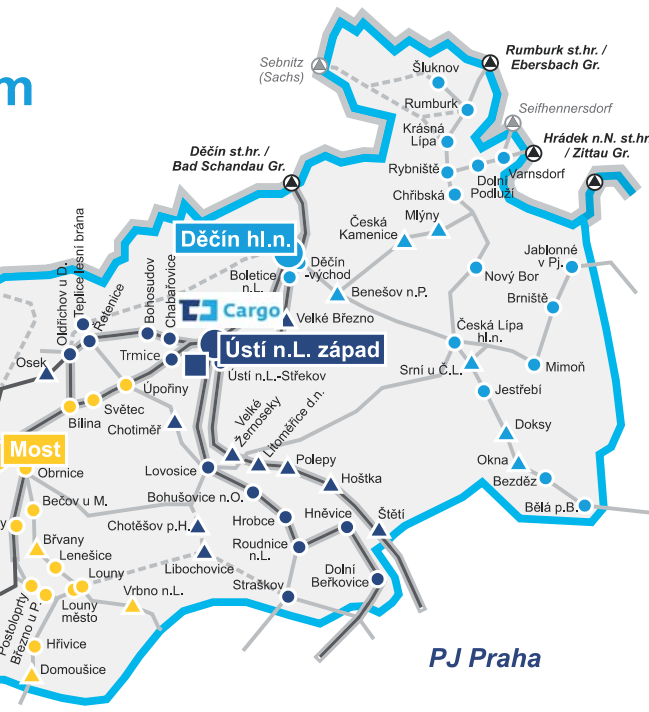 m
Sebnitz
(Sachs)
Rumburk st.hr. /
Ebersbach Gr.
Šluknov
Rumburk
Seifhennersdorf
Krásná
Lípa
Hrádek n.N. st.hr.
/ Zittau Gr.
Děčín st.hr. /
Bad Schandau Gr.
Rybniště
Dolní
Podluží
Varnsdorf
Chřibská
Mlýny
Česká
Kamenice
Děčín hl.n.
Děčín
-východ
Jablonné
v Pj.
Boletice
n.L.
Nový Bor
Benešov n.P.
Brniště
Oldřichov u D.
Teplice lesní brána
Řetenice
Bohosudov
Chabařovice
Cargo
Velké Březno
Česká Lípa
hl.n.
Osek
Trmice
Ústí n.L. západ
Srní u Č.L.
Mimoň
Úpořiny
Ústí n.L.-Střekov
Jestřebí
Světec
Bílina
Chotiměř
Velké
Žernoseky
Litoměřice d.n.
Doksy
Most
Obrnice
Lovosice
Polepy
Okna
Bezděz
Bečov u M.
Bohušovice n.O.
Hoštka
Bělá p.B.
y
Břvany
Chotěšov p.H.
Hrobce
Hněvice
Štětí
Lenešice
Roudnice
n.L.
Louny
Libochovice
Dolní
Beřkovice
Postoloprty
Březno u P.
Louny
město
Vrbno n.L.
Straškov
Hřivice
Domoušice
PJ Praha